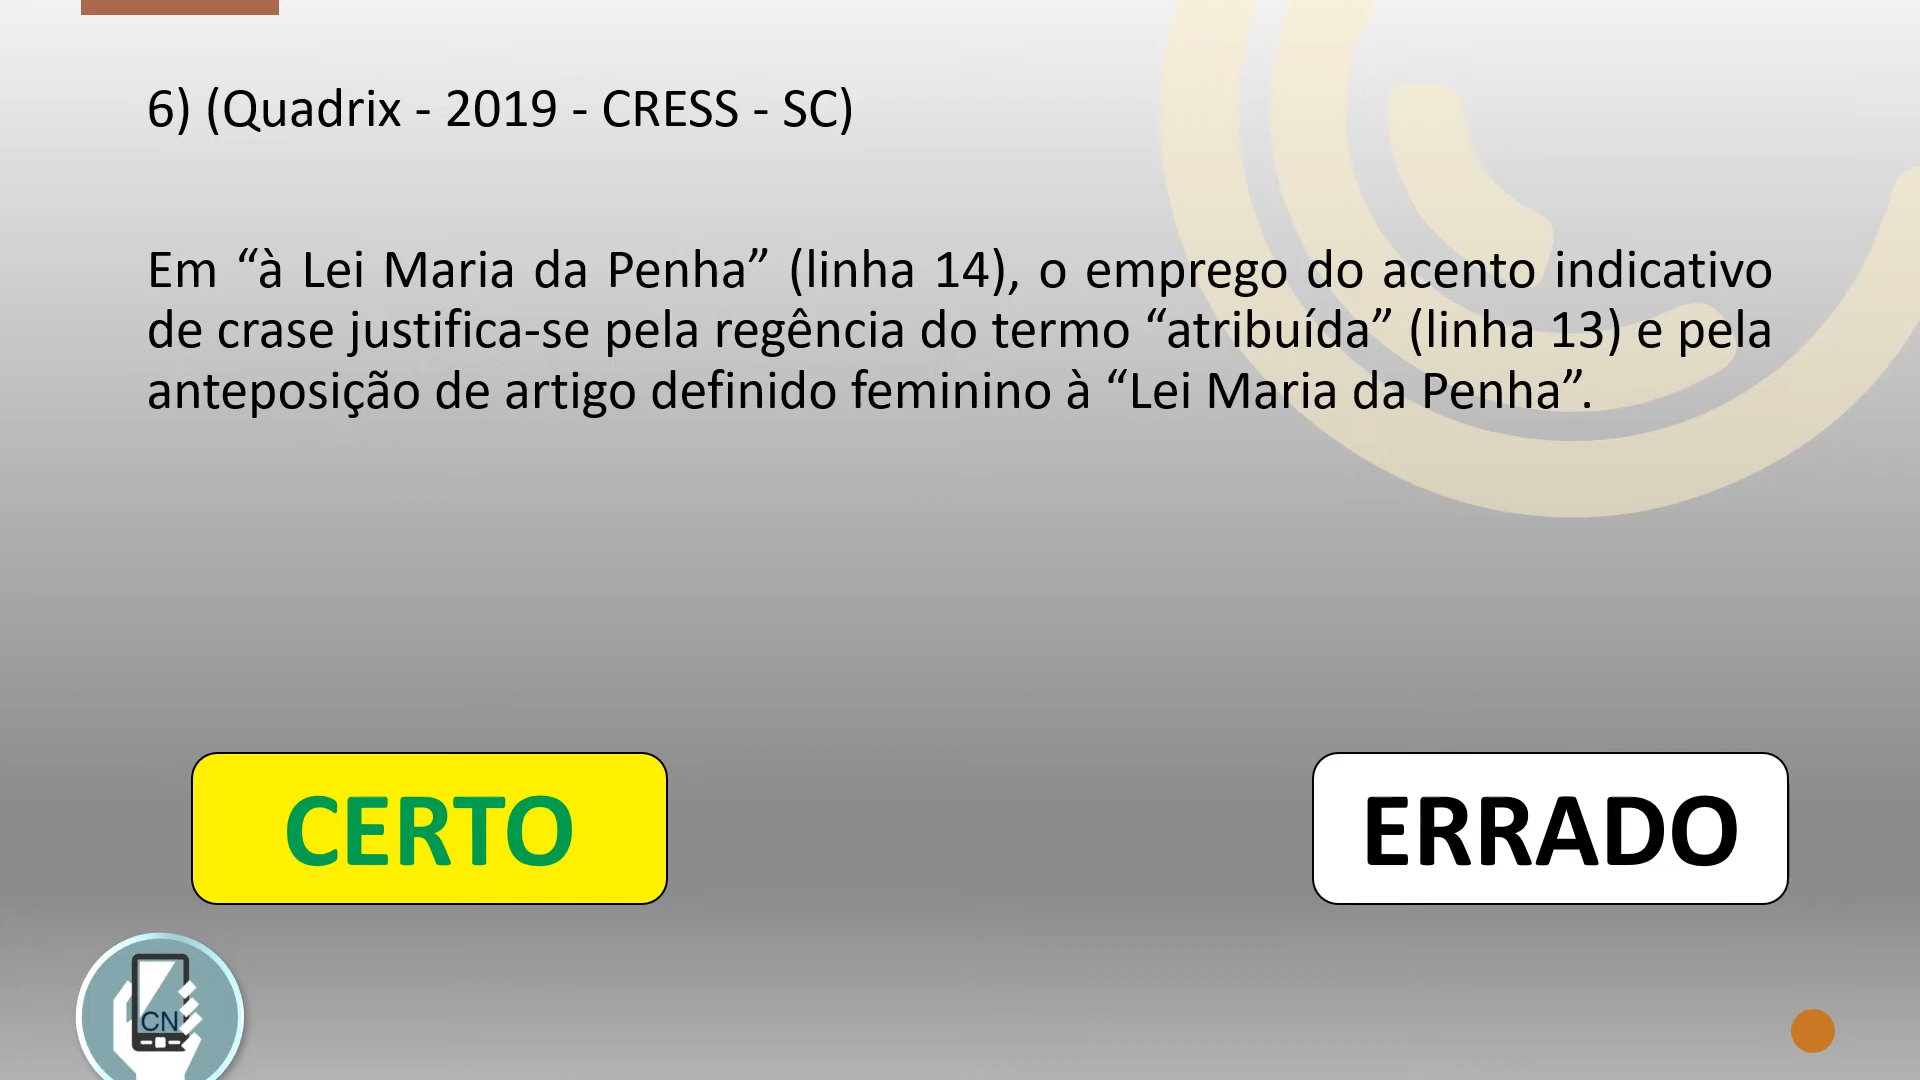 6) (Quadrix - 2019 - CRESS - SC)
Em “à Lei Maria da Penha” (linha 14), o emprego do acento indicativo
de crase justifica-se pela regência do termo “atribuída” (linha 13) e pela
anteposição de artigo definido feminino à “Lei Maria da Penha”.
CERTO
ERRADO
CN